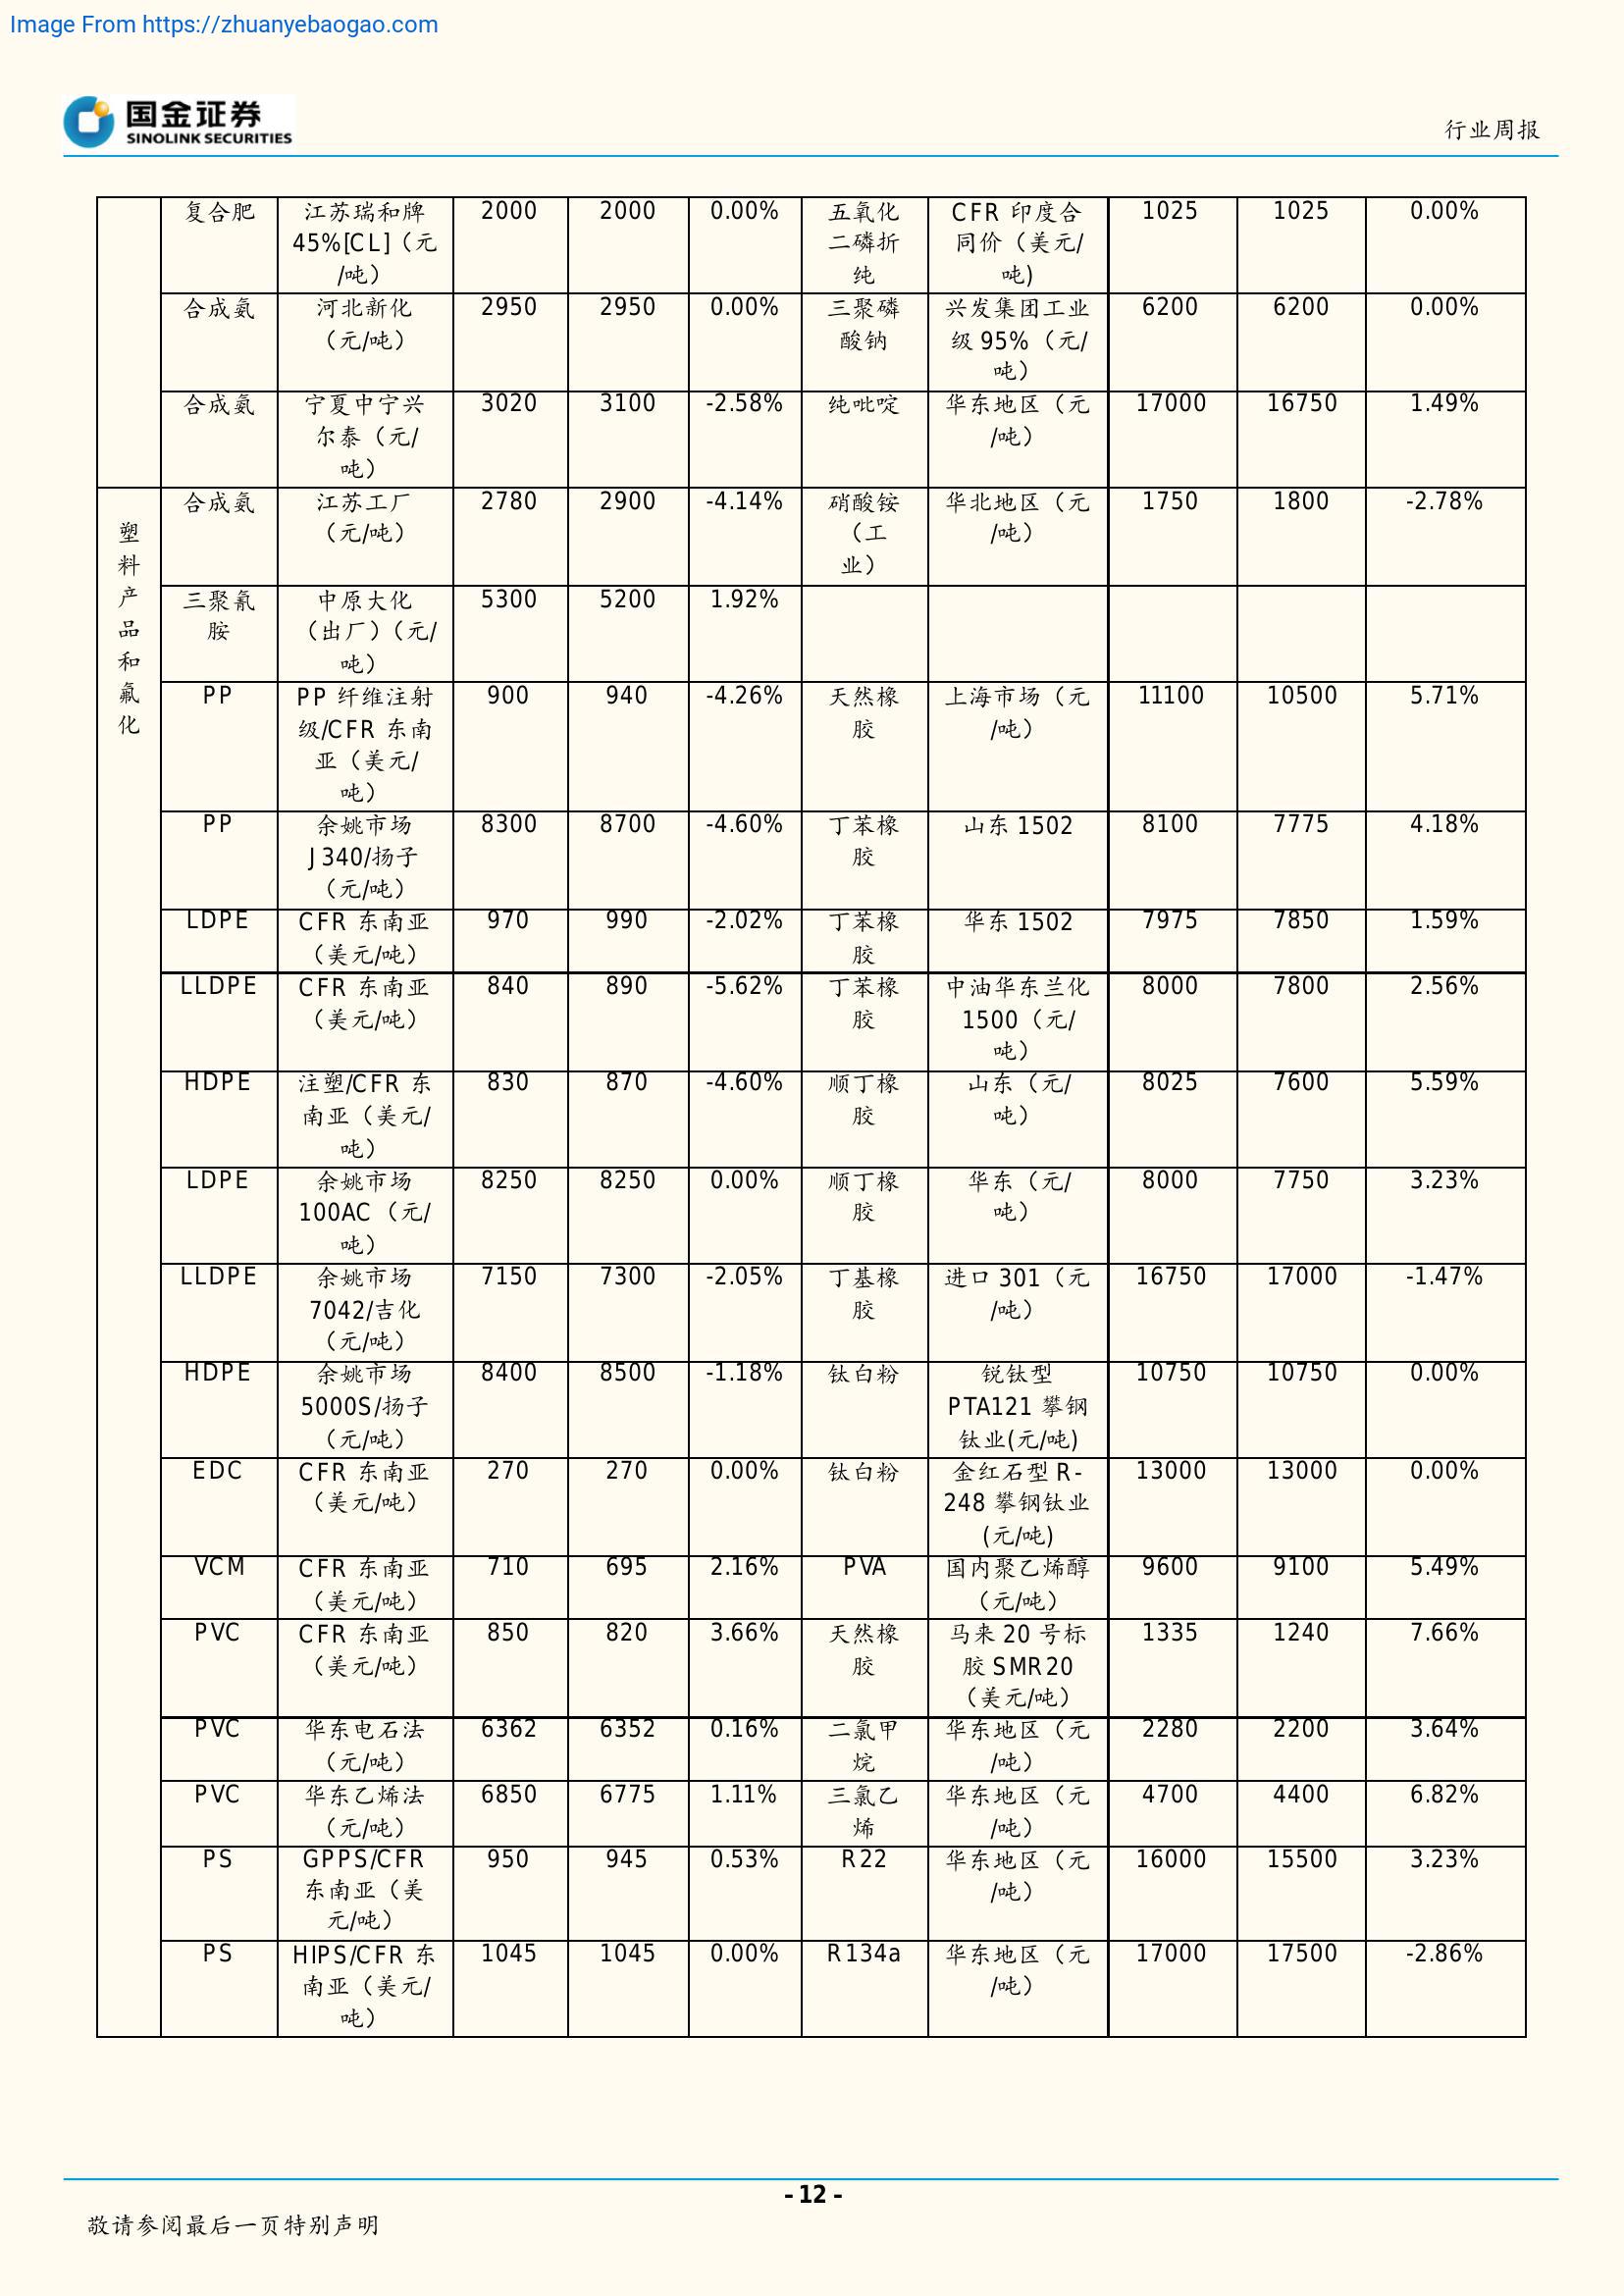 Image From https://zhuanyebaogao.com
国金证券
SINOLINK SECURITIES
行业周报
复合肥 江苏瑞和牌 2000 2000 0.00% 五氧化 CFR 印度合 1025 1025 0.00%
45%[CL]（元 二磷折 同价（美元/
/吨） 纯 吨)
合成氨 河北新化 2950 2950 0.00% 三聚磷 兴发集团工业 6200 6200 0.00%
（元/吨） 酸钠 级 95%（元/
吨）
合成氨 宁夏中宁兴 3020 3100 -2.58% 纯吡啶 华东地区（元 17000 16750 1.49%
尔泰（元/ /吨）
吨）
塑
料
产
品
和
氟
化
合成氨 江苏工厂 2780 2900 -4.14% 硝酸铵 华北地区（元 1750 1800 -2.78%
（元/吨） （工 /吨）
业）
三聚氰 中原大化 5300 5200 1.92%
胺 （出厂）（元/
吨）
PP PP 纤维注射 900 940 -4.26% 天然橡 上海市场（元 11100 10500 5.71%
级/CFR 东南 胶 /吨）
亚（美元/
吨）
PP 余姚市场 8300 8700 -4.60% 丁苯橡 山东 1502 8100 7775 4.18%
J340/扬子 胶
（元/吨）
LDPE CFR 东南亚 970 990 -2.02% 丁苯橡 华东 1502 7975 7850 1.59%
（美元/吨） 胶
LLDPE CFR 东南亚 840 890 -5.62% 丁苯橡 中油华东兰化 8000 7800 2.56%
（美元/吨） 胶 1500（元/
吨）
HDPE 注塑/CFR 东 830 870 -4.60% 顺丁橡 山东（元/ 8025 7600 5.59%
南亚（美元/ 胶 吨）
吨）
LDPE 余姚市场 8250 8250 0.00% 顺丁橡 华东（元/ 8000 7750 3.23%
100AC（元/ 胶 吨）
吨）
LLDPE 余姚市场 7150 7300 -2.05% 丁基橡 进口 301（元 16750 17000 -1.47%
7042/吉化 胶 /吨）
（元/吨）
HDPE 余姚市场 8400 8500 -1.18% 钛白粉 锐钛型 10750 10750 0.00%
5000S/扬子 PTA121 攀钢
（元/吨） 钛业(元/吨)
EDC CFR 东南亚 270 270 0.00% 钛白粉 金红石型 R- 13000 13000 0.00%
（美元/吨） 248 攀钢钛业
(元/吨)
VCM CFR 东南亚 710 695 2.16% PVA 国内聚乙烯醇 9600 9100 5.49%
（美元/吨） （元/吨）
PVC CFR 东南亚 850 820 3.66% 天然橡 马来 20 号标 1335 1240 7.66%
（美元/吨） 胶 胶 SMR20
（美元/吨）
PVC 华东电石法 6362 6352 0.16% 二氯甲 华东地区（元 2280 2200 3.64%
（元/吨） 烷 /吨）
PVC 华东乙烯法 6850 6775 1.11% 三氯乙 华东地区（元 4700 4400 6.82%
（元/吨） 烯 /吨）
PS GPPS/CFR 950 945 0.53% R22 华东地区（元 16000 15500 3.23%
东南亚（美 /吨）
元/吨）
PS HIPS/CFR 东 1045 1045 0.00% R134a 华东地区（元 17000 17500 -2.86%
南亚（美元/ /吨）
吨）
- 12 -
敬请参阅最后一页特别声明